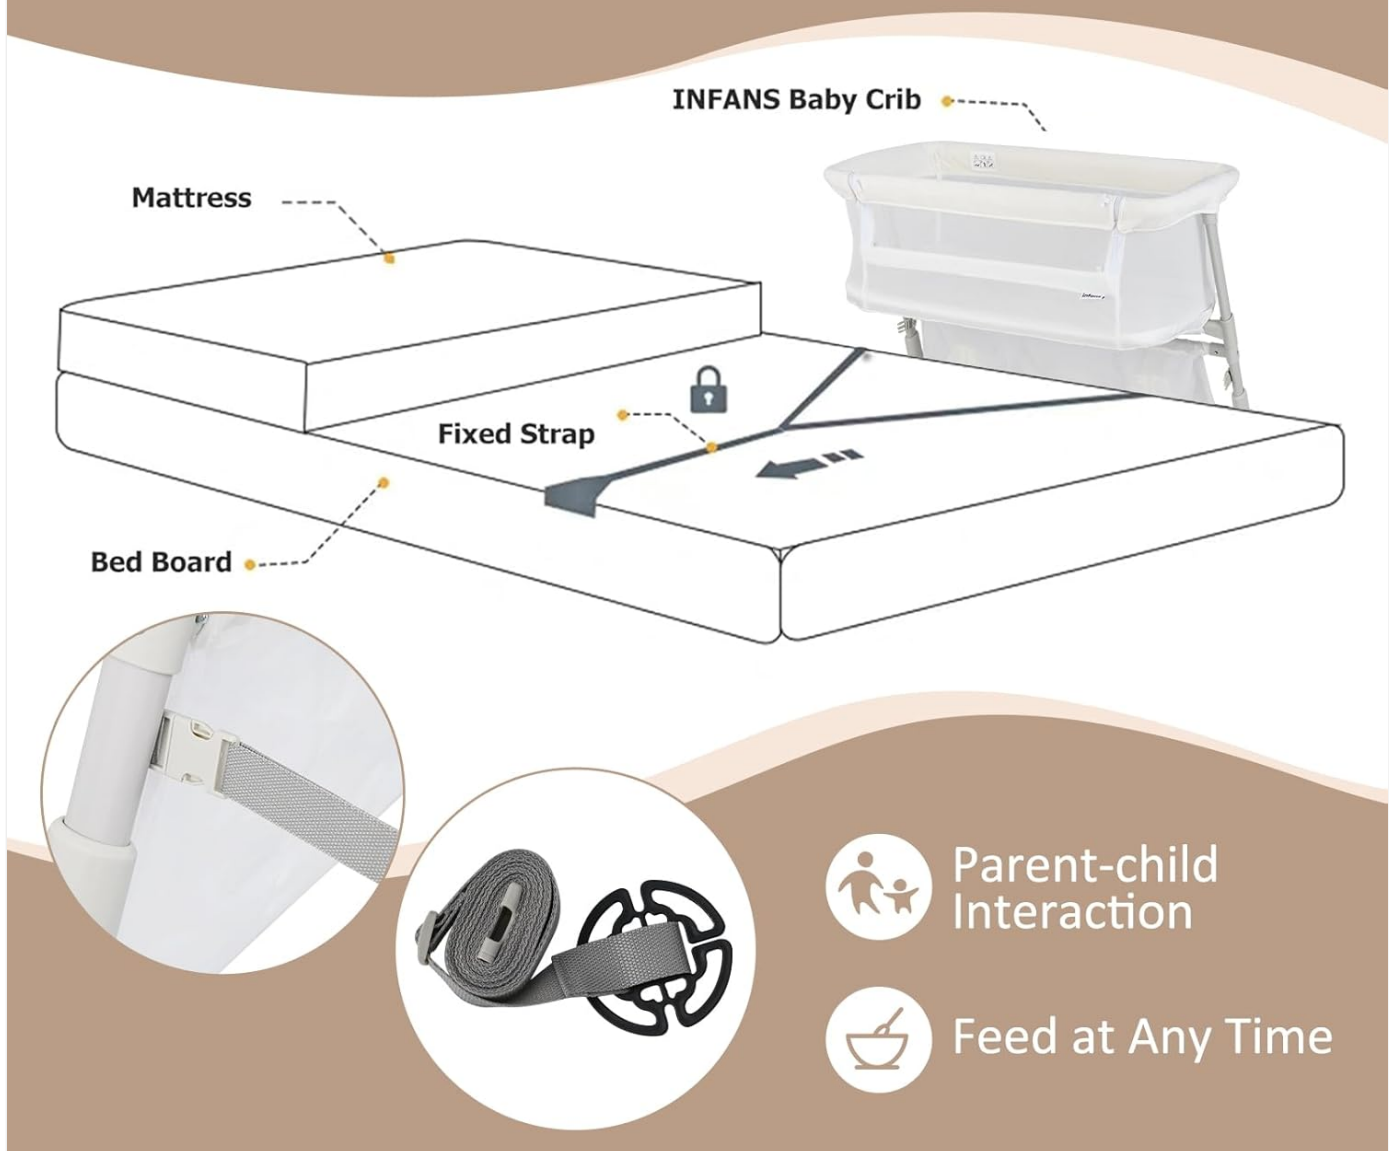 INFANS Baby Crib
Mattress
Fixed Strap
Bed Board
Parent-child
Interaction
Feed at Any Time